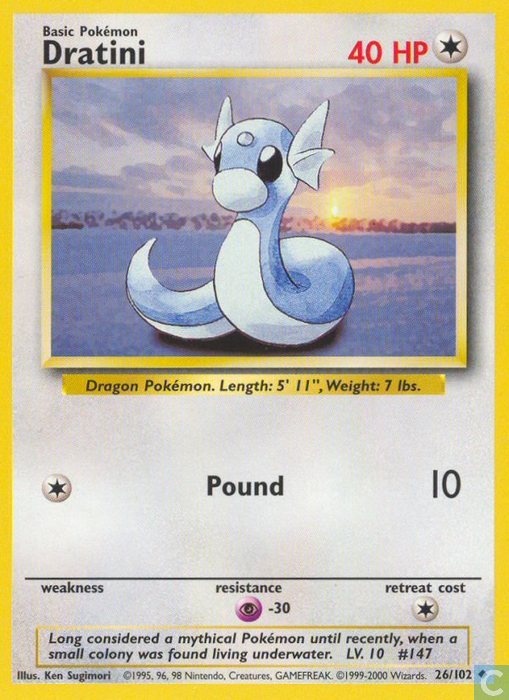 Basic Pokémon
Dratini
40 HP
Dragon Pokémon. Length: 5' 11", Weight: 7 lbs.
Pound 10
weakness resistance retreat cost
-30
Long considered a mythical Pokémon until recently, when a
small colony was found living underwater. LV. 10 #147
Illus. Ken Sugimori ©1995, 96, 98 Nintendo, Creatures, GAMEFREAK. ©1999-2000 Wizards. 26/102
C